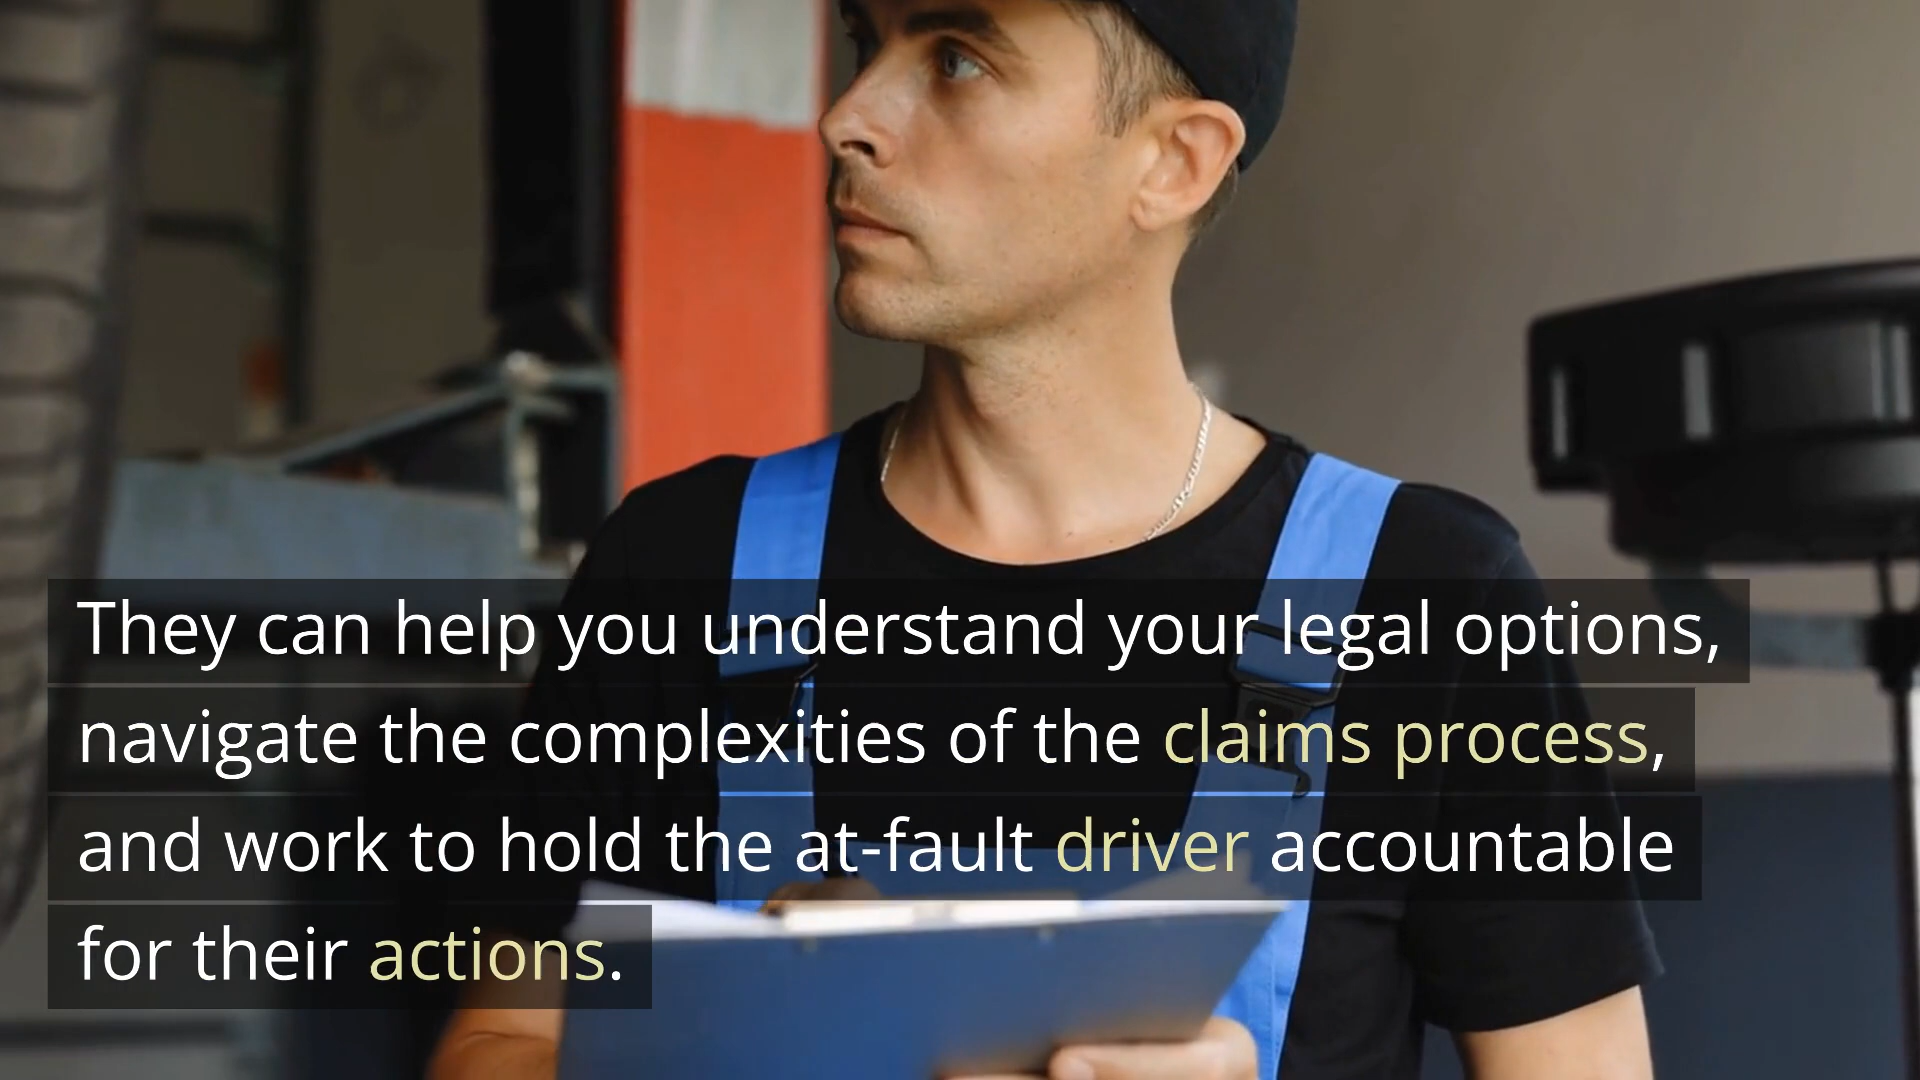 They can help you understand your legal options,
navigate the complexities of the claims process,
and work to hold the at-fault driver accountable
for their actions.